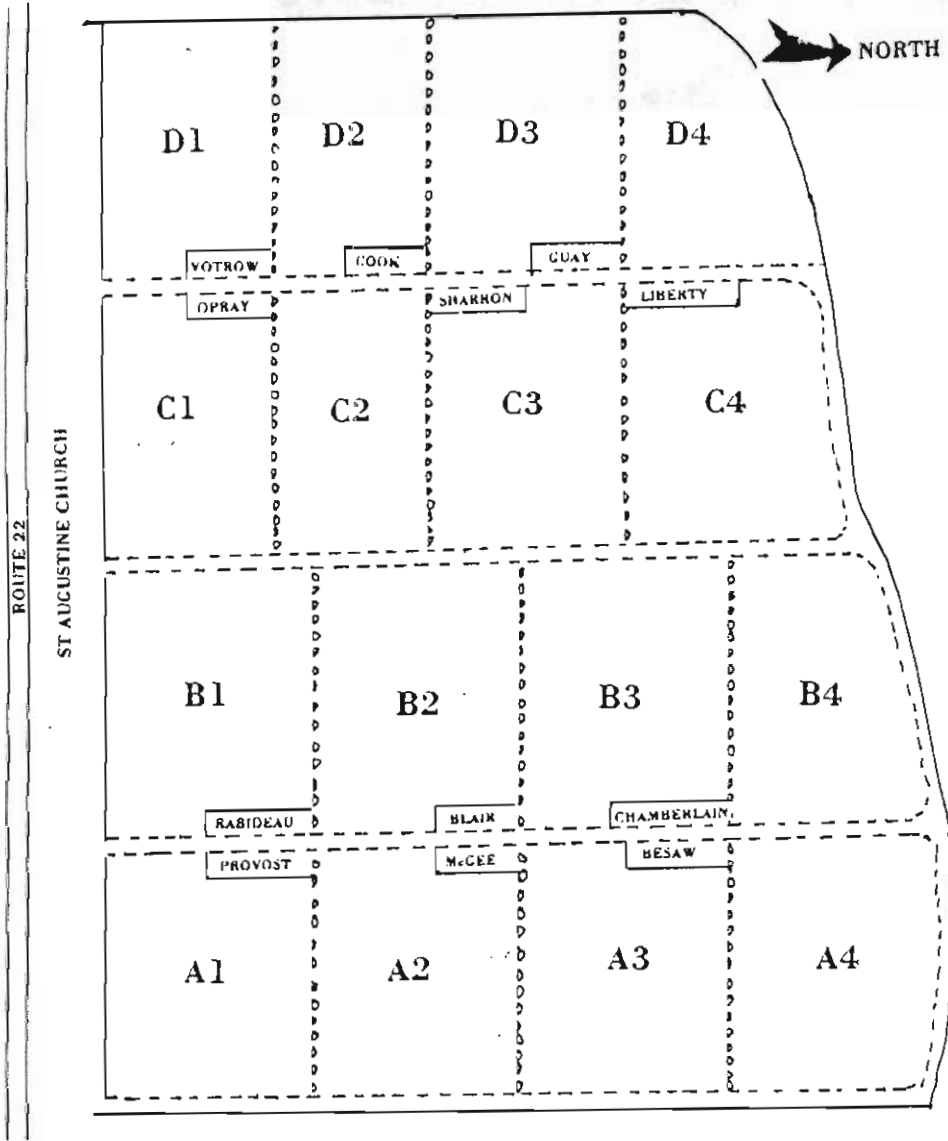 NORTH
D1
D2
D3
D4
VOTROW
COOK
GUAY
OPRAY
SHARRON
LIBERTY
C1
C2
C3
C4
ST AUGUSTINE CHURCH
ROUTE 22
B1
B2
B3
B4
RABIDEAU
BLAIR
CHAMBERLAIN
PROVOST
McGEE
BESAW
A1
A2
A3
A4